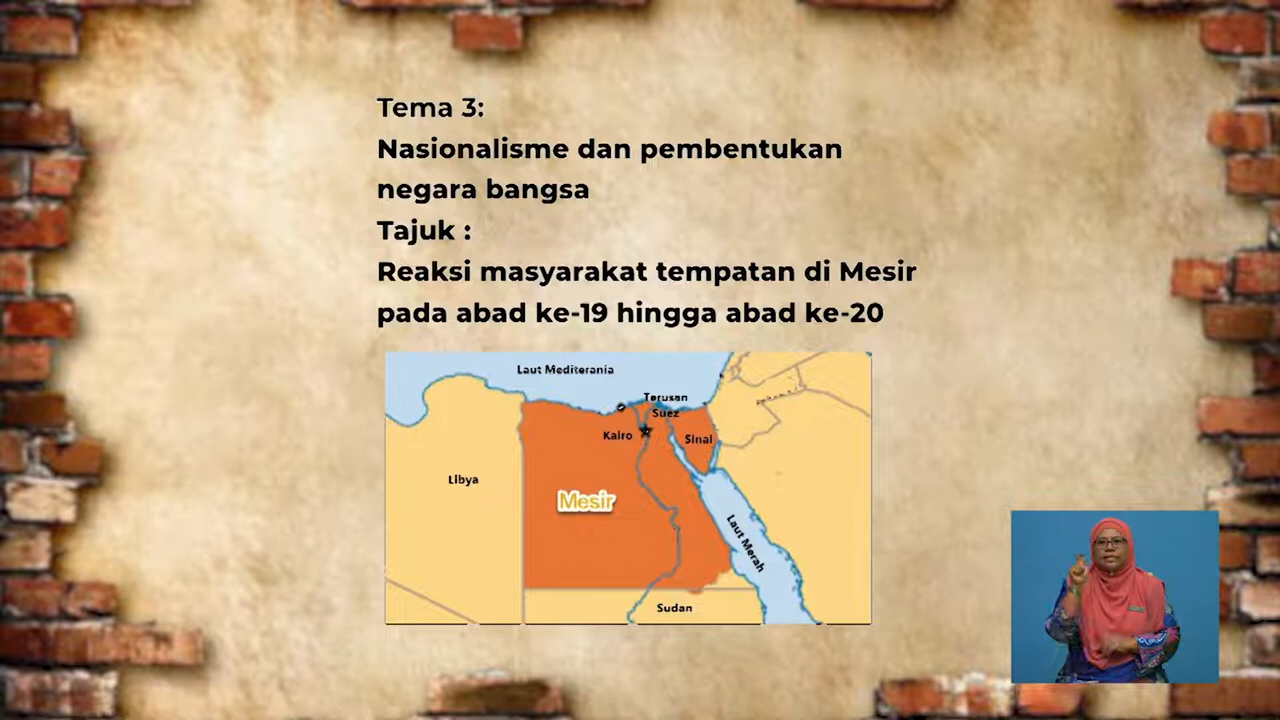 Tema 3:
Nasionalisme dan pembentukan
negara bangsa
Tajuk :
Reaksi masyarakat tempatan di Mesir
pada abad ke-19 hingga abad ke-20
Laut Mediterania
Terusan
Suez
Kairo
Sinai
Libya
Mesir
Laut Merah
Sudan